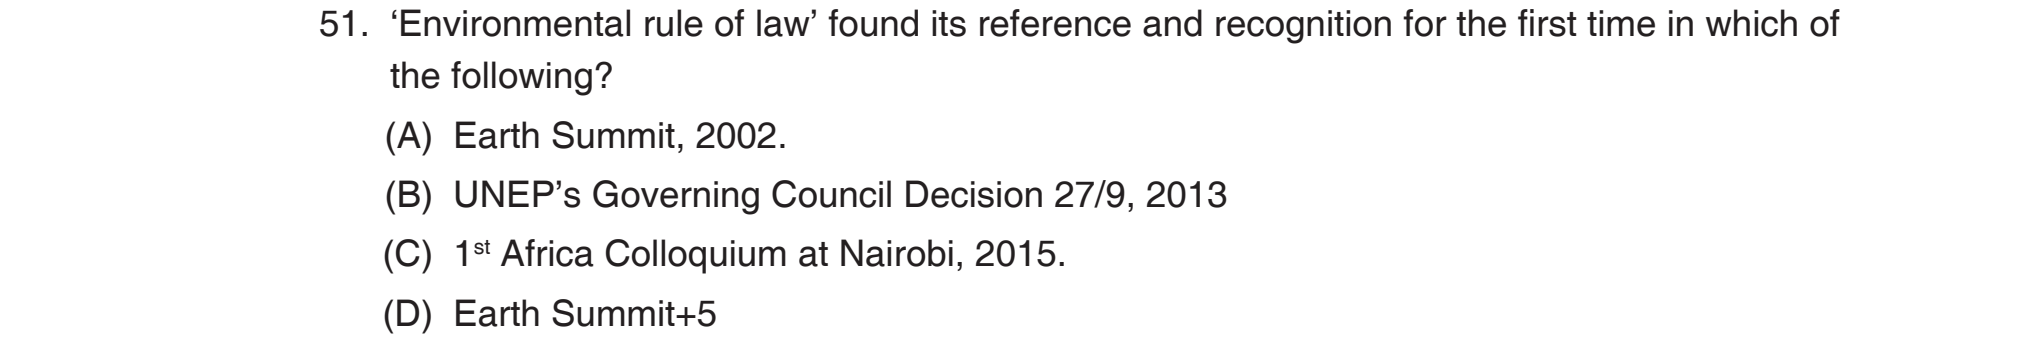 51. ‘Environmental rule of law’ found its reference and recognition for the first time in which of
the following?
(A) Earth Summit, 2002.
(B) UNEP’s Governing Council Decision 27/9, 2013
(C) 1st Africa Colloquium at Nairobi, 2015.
(D) Earth Summit+5